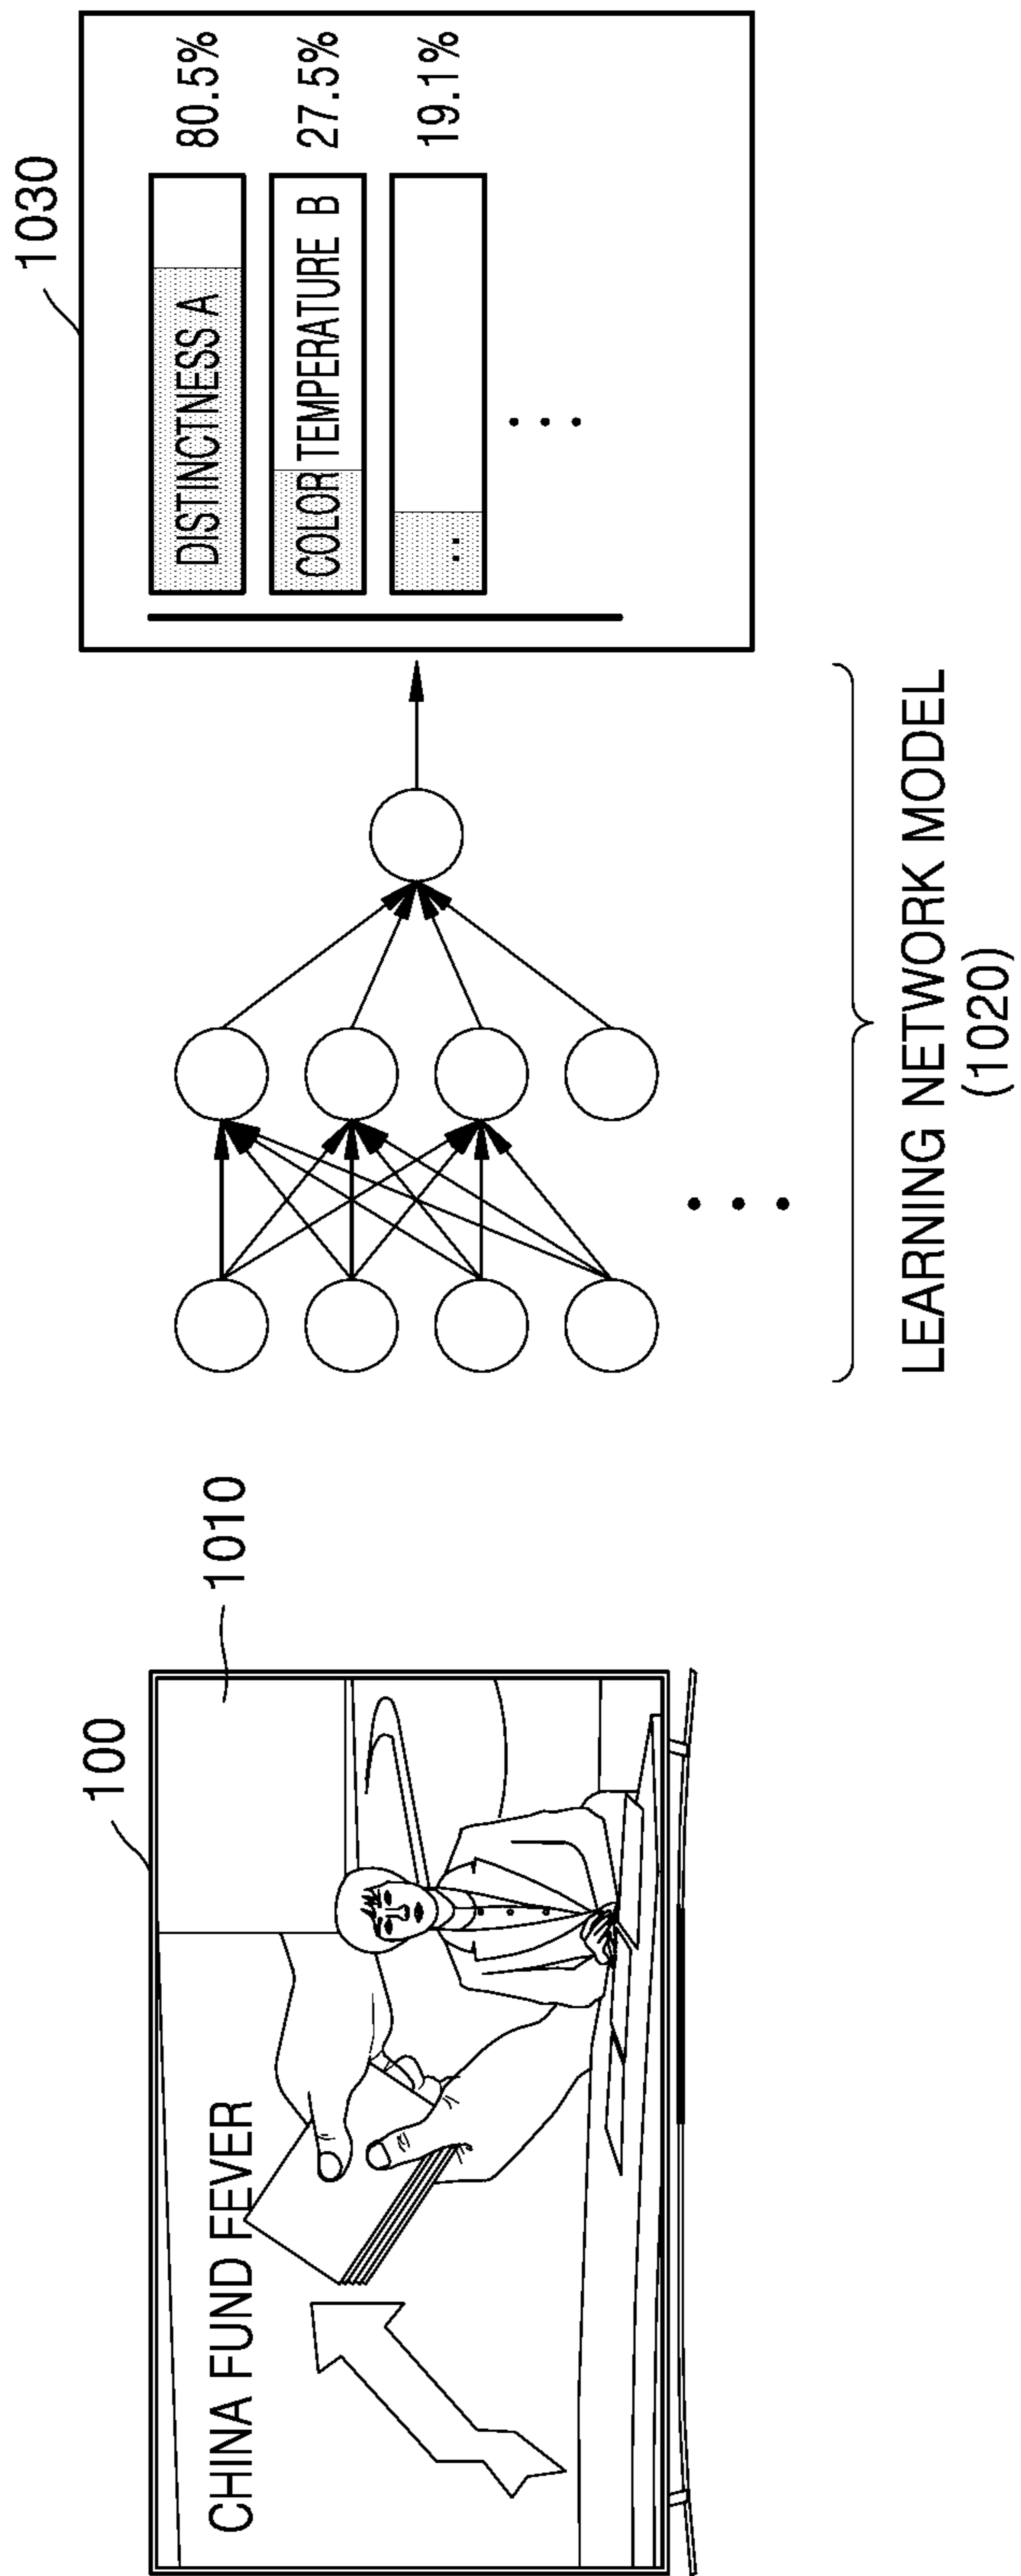 100
1010
CHINA FUND FEVER
LEARNING NETWORK MODEL
(1020)
1030
DISTINCTNESS A 80.5%
COLOR TEMPERATURE B 27.5%
.. 19.1%